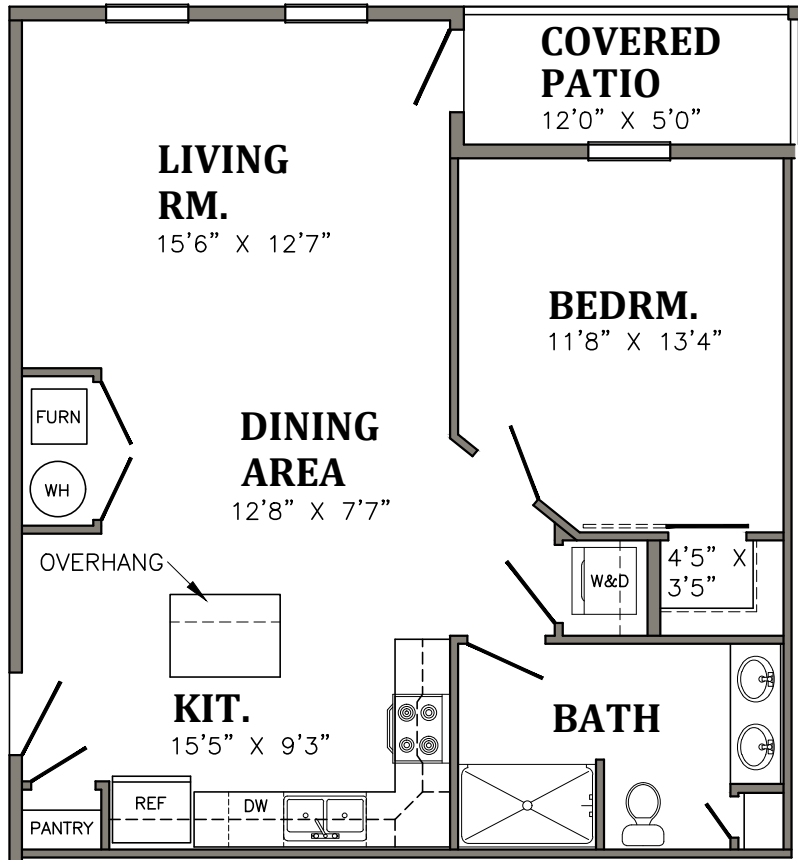 COVERED
PATIO
12'0" X 5'0"
LIVING
RM.
15'6" X 12'7"
BEDRM.
11'8" X 13'4"
FURN
WH
DINING
AREA
12'8" X 7'7"
OVERHANG
W&D
4'5" X
3'5"
KIT.
15'5" X 9'3"
BATH
REF
DW
PANTRY